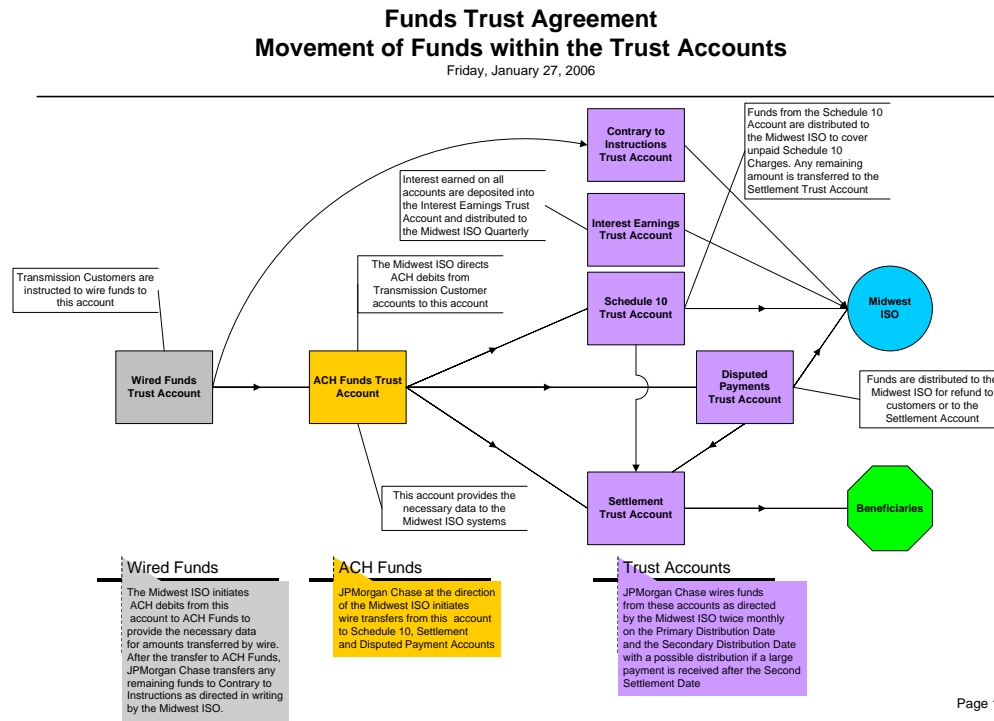 Funds Trust Agreement
Movement of Funds within the Trust Accounts
Friday, January 27, 2006
Contrary to
Instructions
Trust Account
Funds from the Schedule 10
Account are distributed to
the Midwest ISO to cover
unpaid Schedule 10
Charges. Any remaining
amount is transferred to the
Settlement Trust Account
Interest earned on all
accounts are deposited into
the Interest Earnings Trust
Account and distributed to
the Midwest ISO Quarterly
Interest Earnings
Trust Account
Transmission Customers are
instructed to wire funds to
this account
The Midwest ISO directs
ACH debits from
Transmission Customer
accounts to this account
Schedule 10
Trust Account
Midwest
ISO
Wired Funds
Trust Account
ACH Funds Trust
Account
Disputed
Payments
Trust Account
Funds are distributed to the
Midwest ISO for refund to
customers or to the
Settlement Account
This account provides the
necessary data to the
Midwest ISO systems
Settlement
Trust Account
Beneficiaries
Wired Funds
The Midwest ISO initiates
ACH debits from this
account to ACH Funds to
provide the necessary data
for amounts transferred by wire.
After the transfer to ACH Funds,
JPMorgan Chase transfers any
remaining funds to Contrary to
Instructions as directed in writing
by the Midwest ISO.
ACH Funds
JPMorgan Chase at the direction
of the Midwest ISO initiates
wire transfers from this account
to Schedule 10, Settlement
and Disputed Payment Accounts
Trust Accounts
JPMorgan Chase wires funds
from these accounts as directed
by the Midwest ISO twice monthly
on the Primary Distribution Date
and the Secondary Distribution Date
with a possible distribution if a large
payment is received after the Second
Settlement Date
Page